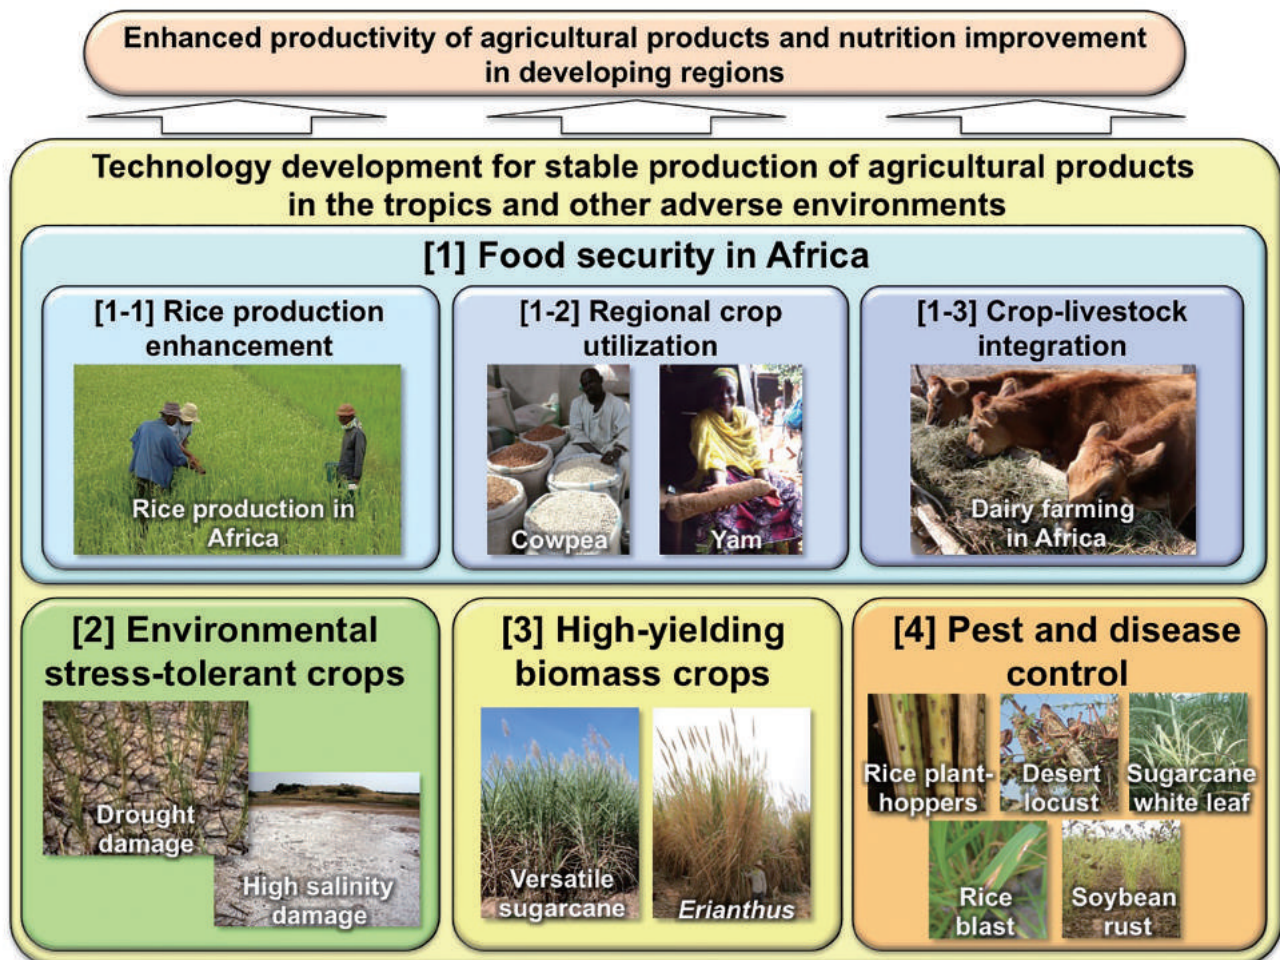 Enhanced productivity of agricultural products and nutrition improvement
in developing regions
Technology development for stable production of agricultural products
in the tropics and other adverse environments
[1] Food security in Africa
[1-1] Rice production
enhancement
Rice production in
Africa
[1-2] Regional crop
utilization
Cowpea
Yam
[1-3] Crop-livestock
integration
Dairy farming
in Africa
[2] Environmental
stress-tolerant crops
Drought
damage
High salinity
damage
[3] High-yielding
biomass crops
Versatile
sugarcane
Erianthus
[4] Pest and disease
control
Rice plant-
hoppers
Desert
locust
Sugarcane
white leaf
Rice
blast
Soybean
rust